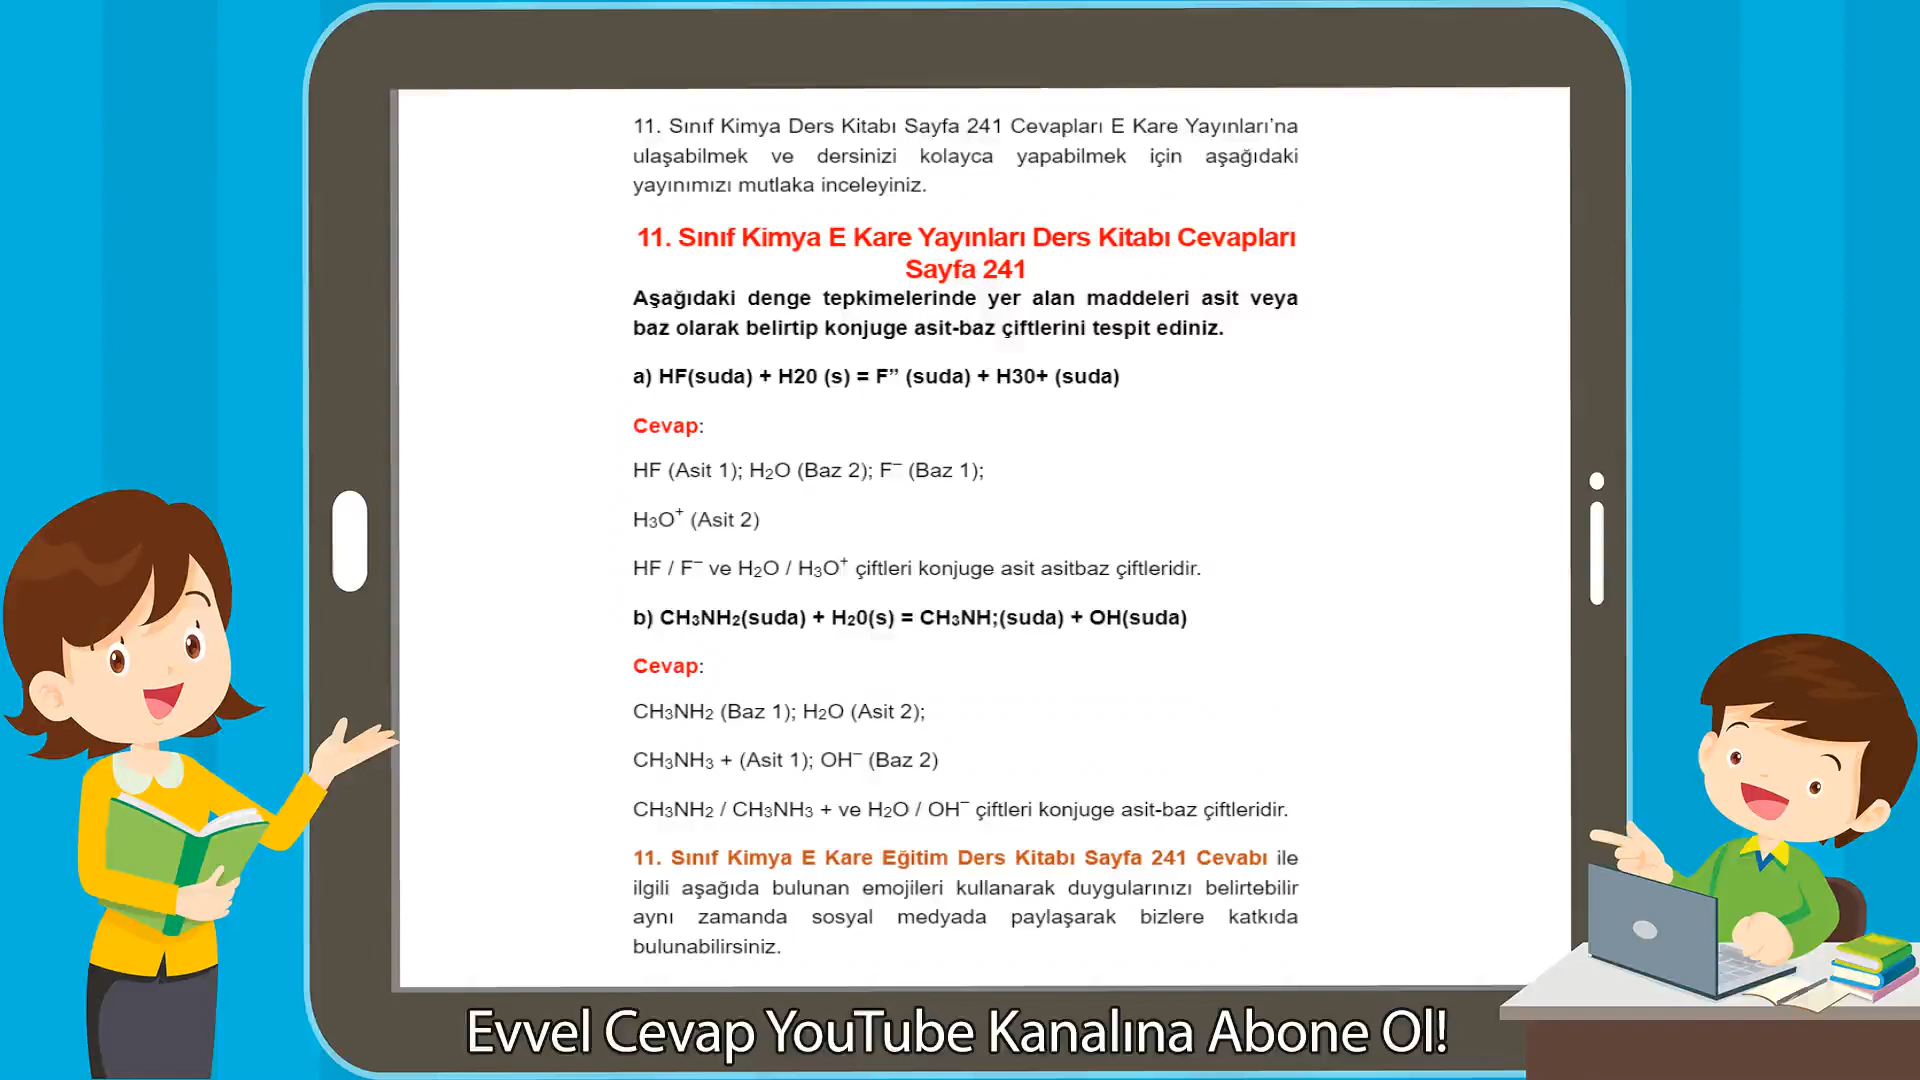 11. Sınıf Kimya Ders Kitabı Sayfa 241 Cevapları E Kare Yayınları’na
ulaşabilmek ve dersinizi kolayca yapabilmek için aşağıdaki
yayınımızı mutlaka inceleyiniz.
11. Sınıf Kimya E Kare Yayınları Ders Kitabı Cevapları
Sayfa 241
Aşağıdaki denge tepkimelerinde yer alan maddeleri asit veya
baz olarak belirtip konjuge asit-baz çiftlerini tespit ediniz.
a) HF(suda) + H20 (s) = F” (suda) + H30+ (suda)
Cevap:
HF (Asit 1); H₂O (Baz 2); F⁻ (Baz 1);
H₃O⁺ (Asit 2)
HF / F⁻ ve H₂O / H₃O⁺ çiftleri konjuge asit asitbaz çiftleridir.
b) CH₃NH₂(suda) + H₂0(s) = CH₃NH;(suda) + OH(suda)
Cevap:
CH₃NH₂ (Baz 1); H₂O (Asit 2);
CH₃NH₃ + (Asit 1); OH⁻ (Baz 2)
CH₃NH₂ / CH₃NH₃ + ve H₂O / OH⁻ çiftleri konjuge asit-baz çiftleridir.
11. Sınıf Kimya E Kare Eğitim Ders Kitabı Sayfa 241 Cevabı ile
ilgili aşağıda bulunan emojileri kullanarak duygularınızı belirtebilir
aynı zamanda sosyal medyada paylaşarak bizlere katkıda
bulunabilirsiniz.
Evvel Cevap YouTube Kanalına Abone Ol!